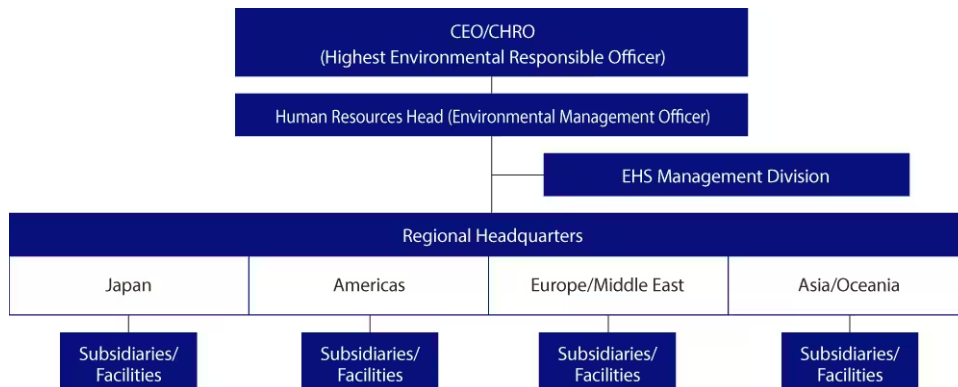 CEO/CHRO
(Highest Environmental Responsible Officer)
Human Resources Head (Environmental Management Officer)
EHS Management Division
Regional Headquarters
Japan
Americas
Europe/Middle East
Asia/Oceania
Subsidiaries/
Facilities
Subsidiaries/
Facilities
Subsidiaries/
Facilities
Subsidiaries/
Facilities